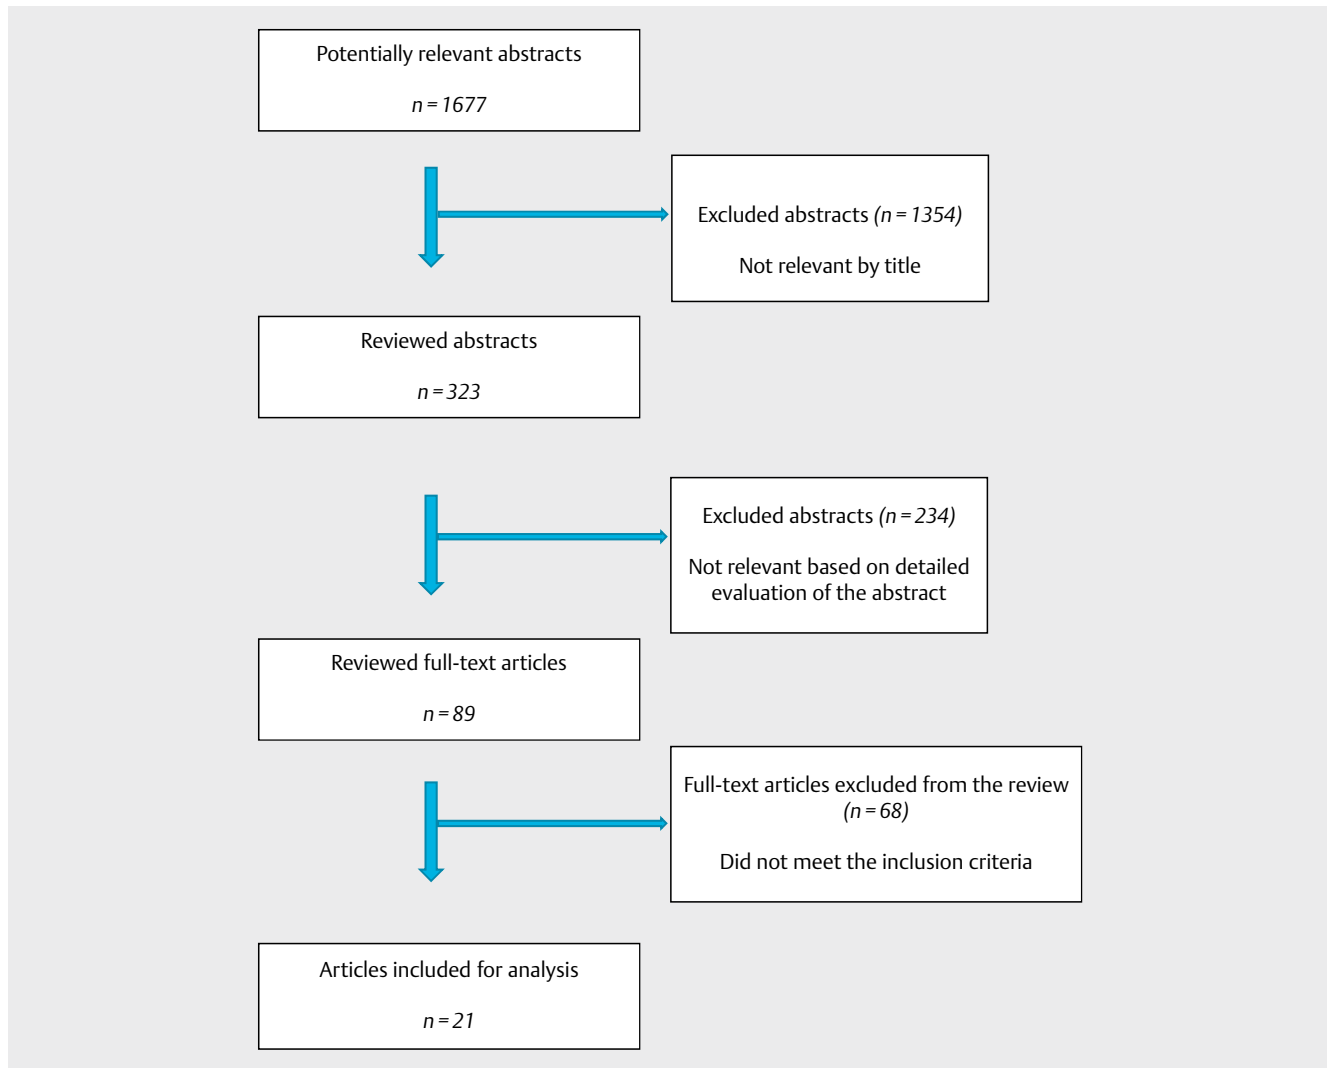 Potentially relevant abstracts
n = 1677
Excluded abstracts (n = 1354)
Not relevant by title
Reviewed abstracts
n = 323
Excluded abstracts (n = 234)
Not relevant based on detailed
evaluation of the abstract
Reviewed full-text articles
n = 89
Full-text articles excluded from the review
(n = 68)
Did not meet the inclusion criteria
Articles included for analysis
n = 21